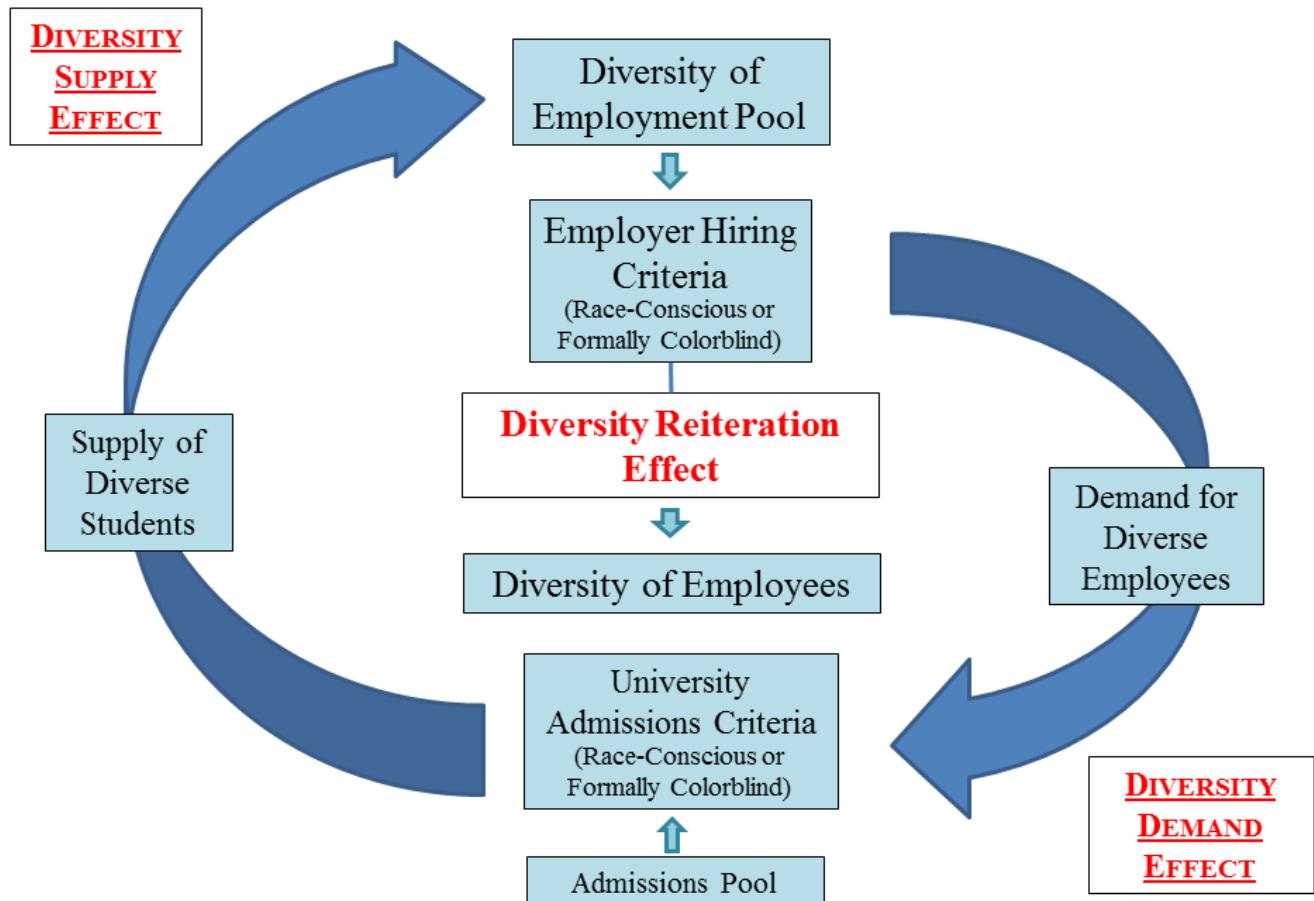 DIVERSITY
SUPPLY
EFFECT
Diversity of
Employment Pool
Employer Hiring
Criteria
(Race-Conscious or
Formally Colorblind)
Diversity Reiteration
Effect
Supply of
Diverse
Students
Demand for
Diverse
Employees
Diversity of Employees
University
Admissions Criteria
(Race-Conscious or
Formally Colorblind)
DIVERSITY
DEMAND
EFFECT
Admissions Pool